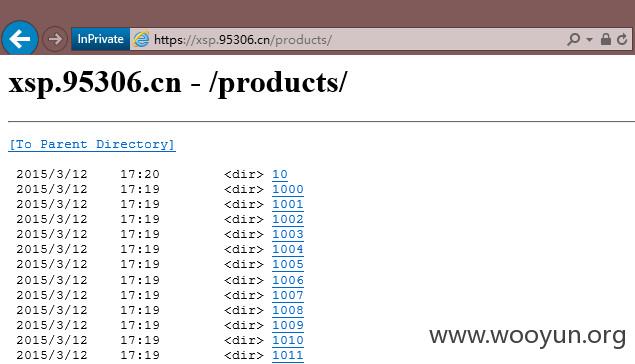 InPrivate https://xsp.95306.cn/products/
xsp.95306.cn - /products/
[To Parent Directory]
2015/3/12 17:20 <dir> 10
2015/3/12 17:19 <dir> 1000
2015/3/12 17:19 <dir> 1001
2015/3/12 17:19 <dir> 1002
2015/3/12 17:19 <dir> 1003
2015/3/12 17:19 <dir> 1004
2015/3/12 17:19 <dir> 1005
2015/3/12 17:19 <dir> 1006
2015/3/12 17:19 <dir> 1007
2015/3/12 17:19 <dir> 1008
2015/3/12 17:19 <dir> 1009
2015/3/12 17:19 <dir> 1010
2015/3/12 17:19 <dir> 1011
www.wooyun.org